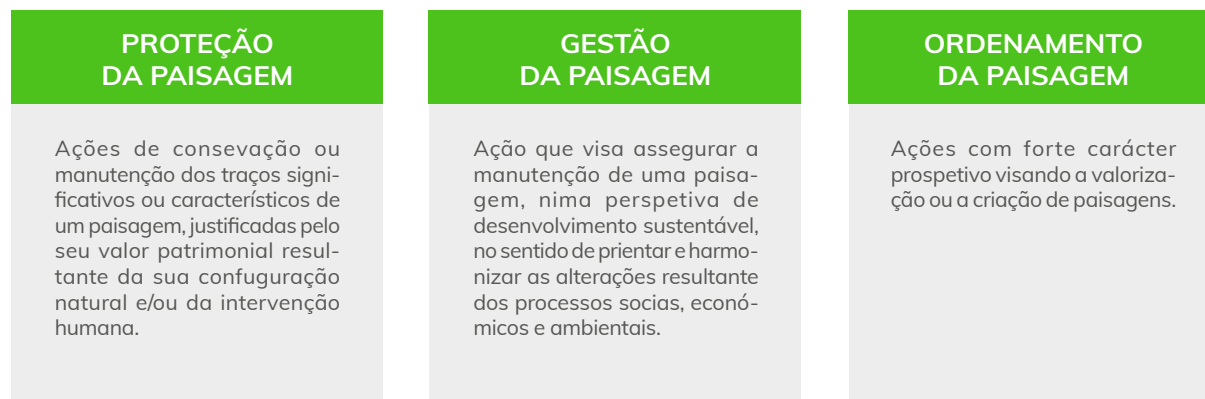 PROTEÇÃO
DA PAISAGEM
Ações de consevação ou
manutenção dos traços signi-
ficativos ou característicos de
um paisagem, justificadas pelo
seu valor patrimonial resul-
tante da sua confuguração
natural e/ou da intervenção
humana.
GESTÃO
DA PAISAGEM
Ação que visa assegurar a
manutenção de uma paisa-
gem, nima perspetiva de
desenvolvimento sustentável,
no sentido de prientar e harmo-
nizar as alterações resultante
dos processos socias, econó-
micos e ambientais.
ORDENAMENTO
DA PAISAGEM
Ações com forte carácter
prospetivo visando a valoriza-
ção ou a criação de paisagens.